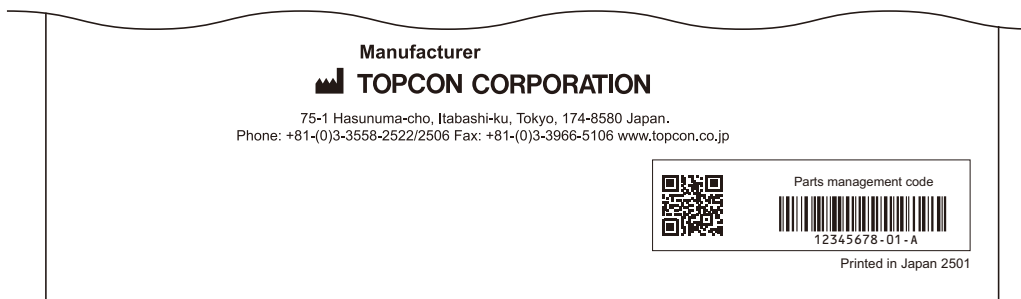 Manufacturer
TOPCON CORPORATION
75-1 Hasunuma-cho, Itabashi-ku, Tokyo, 174-8580 Japan.
Phone: +81-(0)3-3558-2522/2506 Fax: +81-(0)3-3966-5106 www.topcon.co.jp
Parts management code
12345678-01-A
Printed in Japan 2501